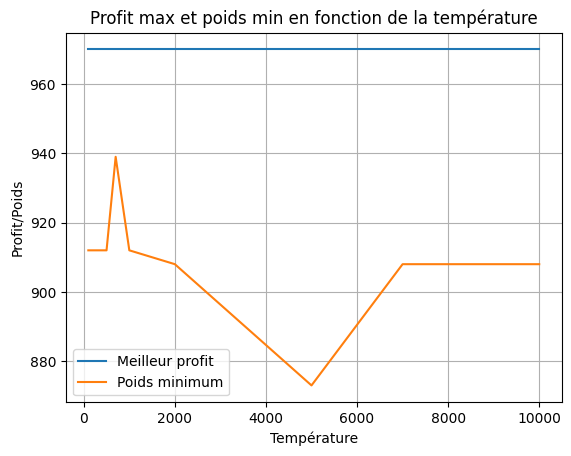 Profit max et poids min en fonction de la température
Profit/Poids
960
940
920
900
880
Meilleur profit
Poids minimum
0
2000
4000
6000
8000
10000
Température